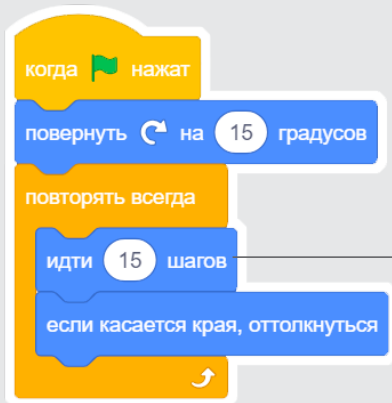 когда нажат
повернуть на 15 градусов
повторять всегда
идти 15 шагов
если касается края, оттолкнуться